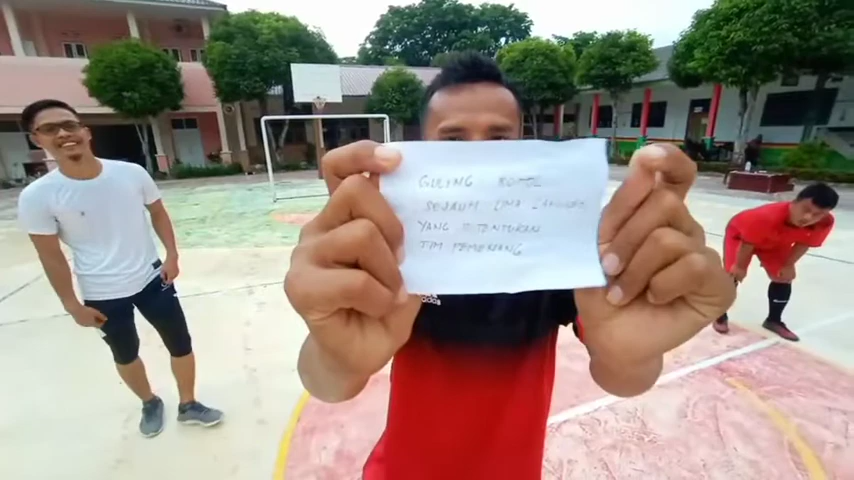 GULING BOTOL
SEJAUH LIMA LANGKAH
YANG DITENTUKAN
TIM PEMENANG